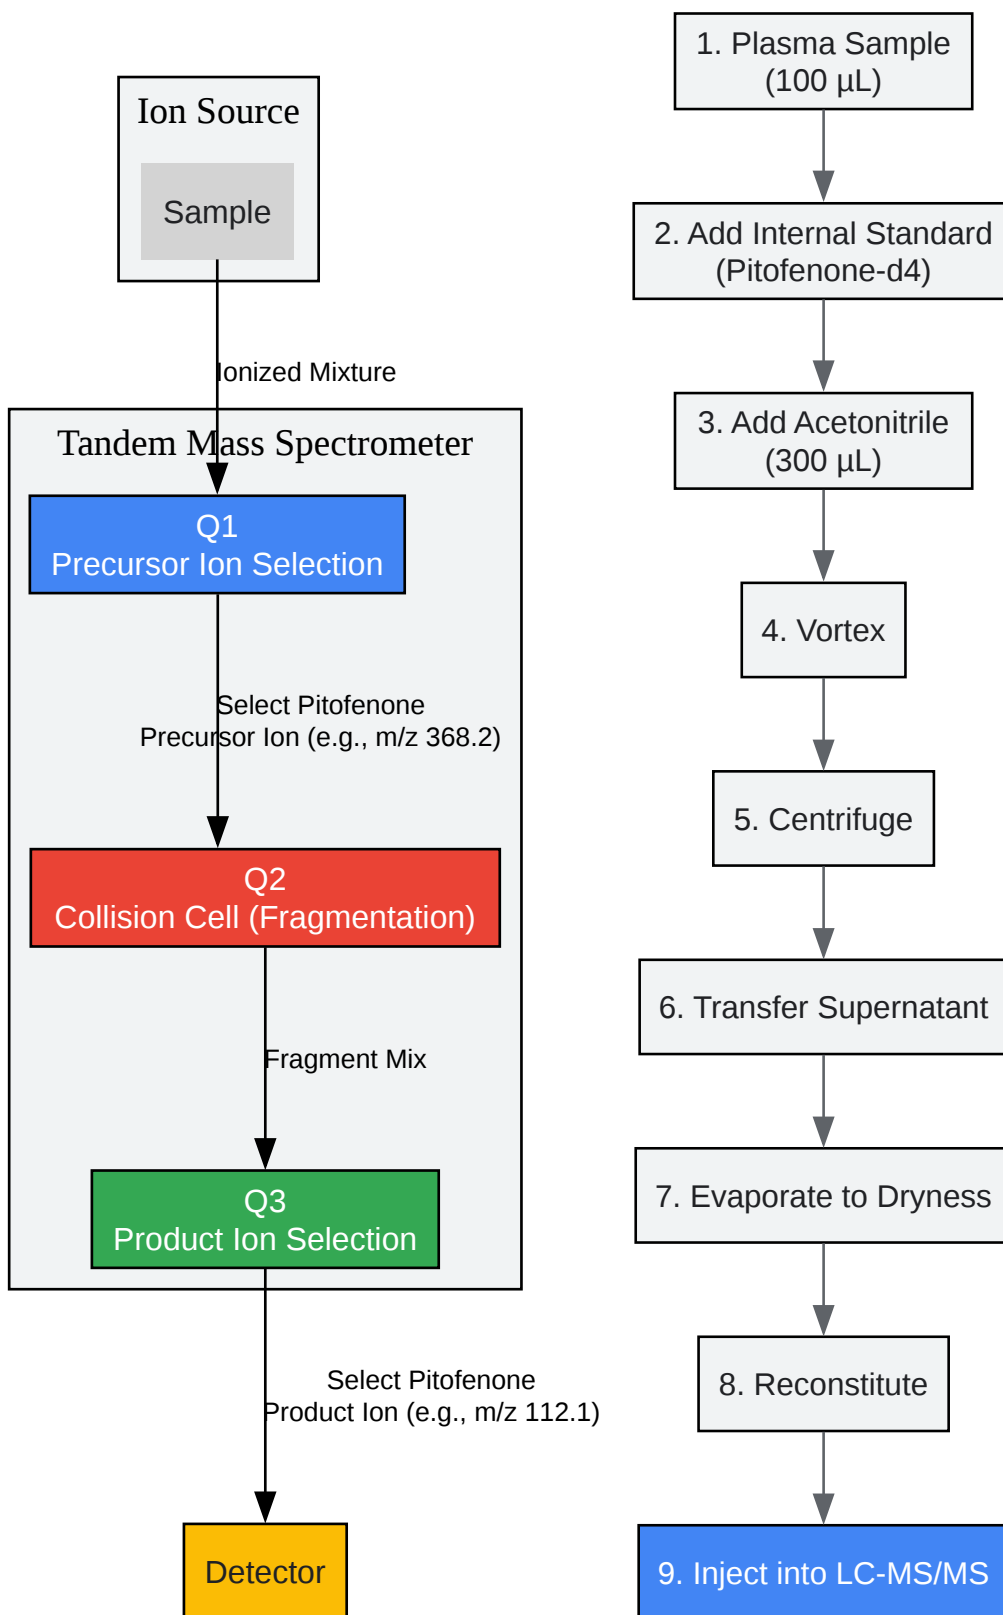 Ion Source
Sample
Ionized Mixture
Tandem Mass Spectrometer
Q1
Precursor Ion Selection
Select Pitofenone
Precursor Ion (e.g., m/z 368.2)
Q2
Collision Cell (Fragmentation)
Fragment Mix
Q3
Product Ion Selection
Select Pitofenone
Product Ion (e.g., m/z 112.1)
Detector
1. Plasma Sample
(100 µL)
2. Add Internal Standard
(Pitofenone-d4)
3. Add Acetonitrile
(300 µL)
4. Vortex
5. Centrifuge
6. Transfer Supernatant
7. Evaporate to Dryness
8. Reconstitute
9. Inject into LC-MS/MS